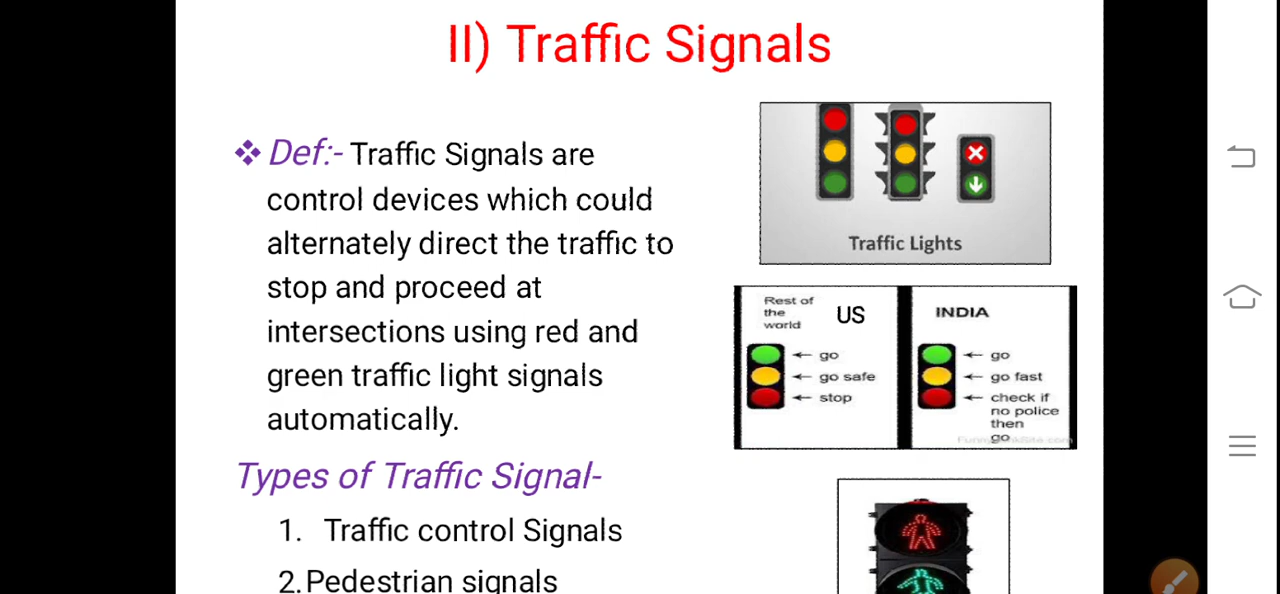 II) Traffic Signals
❖ Def:- Traffic Signals are
control devices which could
alternately direct the traffic to
stop and proceed at
intersections using red and
green traffic light signals
automatically.
Types of Traffic Signal-
1. Traffic control Signals
2. Pedestrian signals
Traffic Lights
Rest of
the
world
US
← go
← go safe
← stop
INDIA
← go
← go fast
← check if
no police
then
go